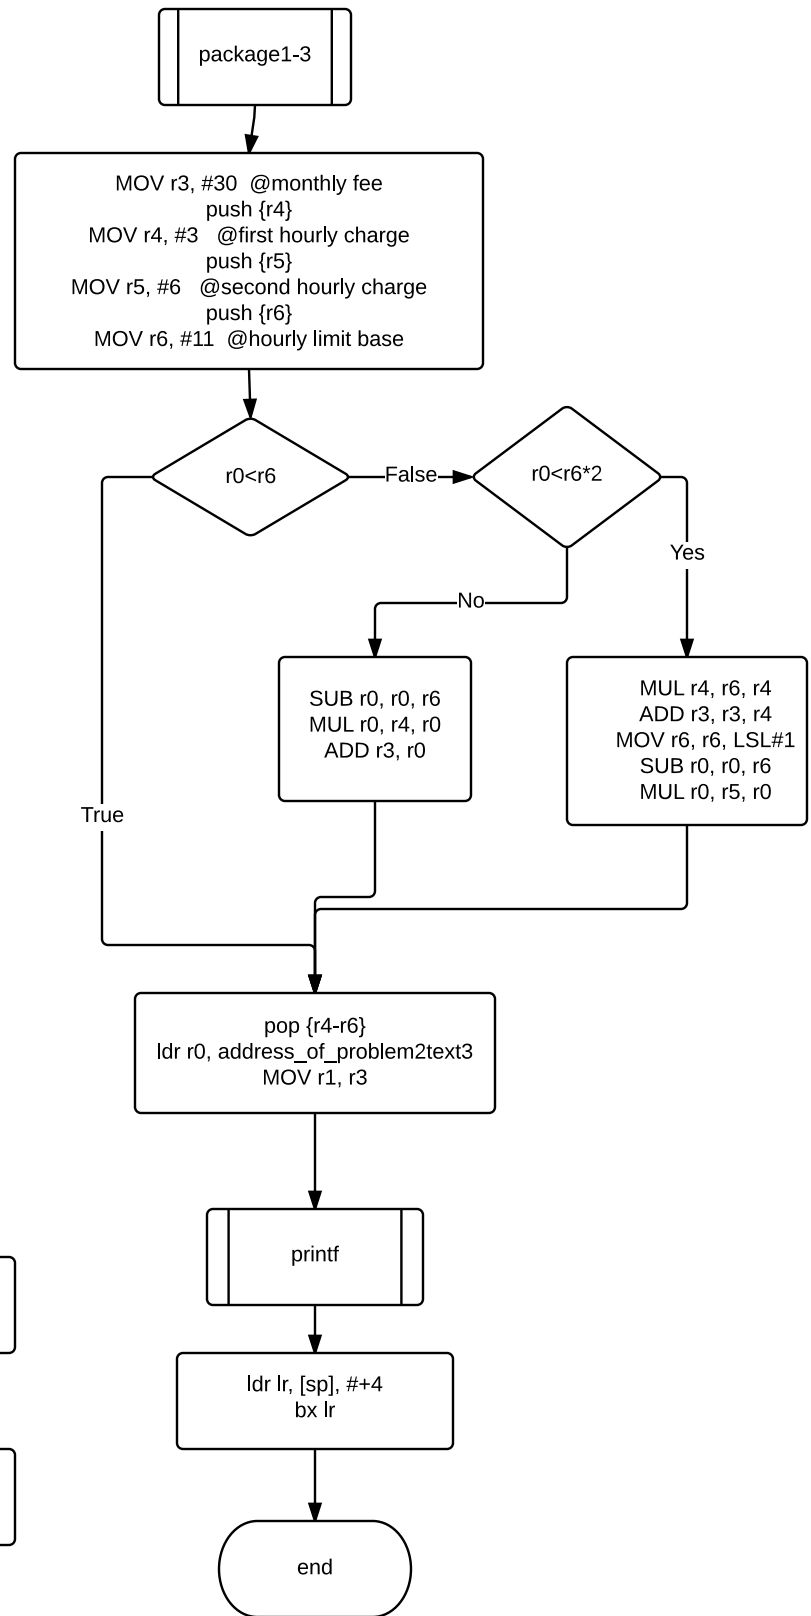 package1-3
MOV r3, #30  @monthly fee
push {r4}
MOV r4, #3   @first hourly charge
push {r5}
MOV r5, #6   @second hourly charge
push {r6}
MOV r6, #11  @hourly limit base
r0<r6
False
r0<r6*2
Yes
No
SUB r0, r0, r6
MUL r0, r4, r0
ADD r3, r0
MUL r4, r6, r4
ADD r3, r3, r4
MOV r6, r6, LSL#1
SUB r0, r0, r6
MUL r0, r5, r0
True
pop {r4-r6}
ldr r0, address_of_problem2text3
MOV r1, r3
printf
ldr lr, [sp], #+4
bx lr
end